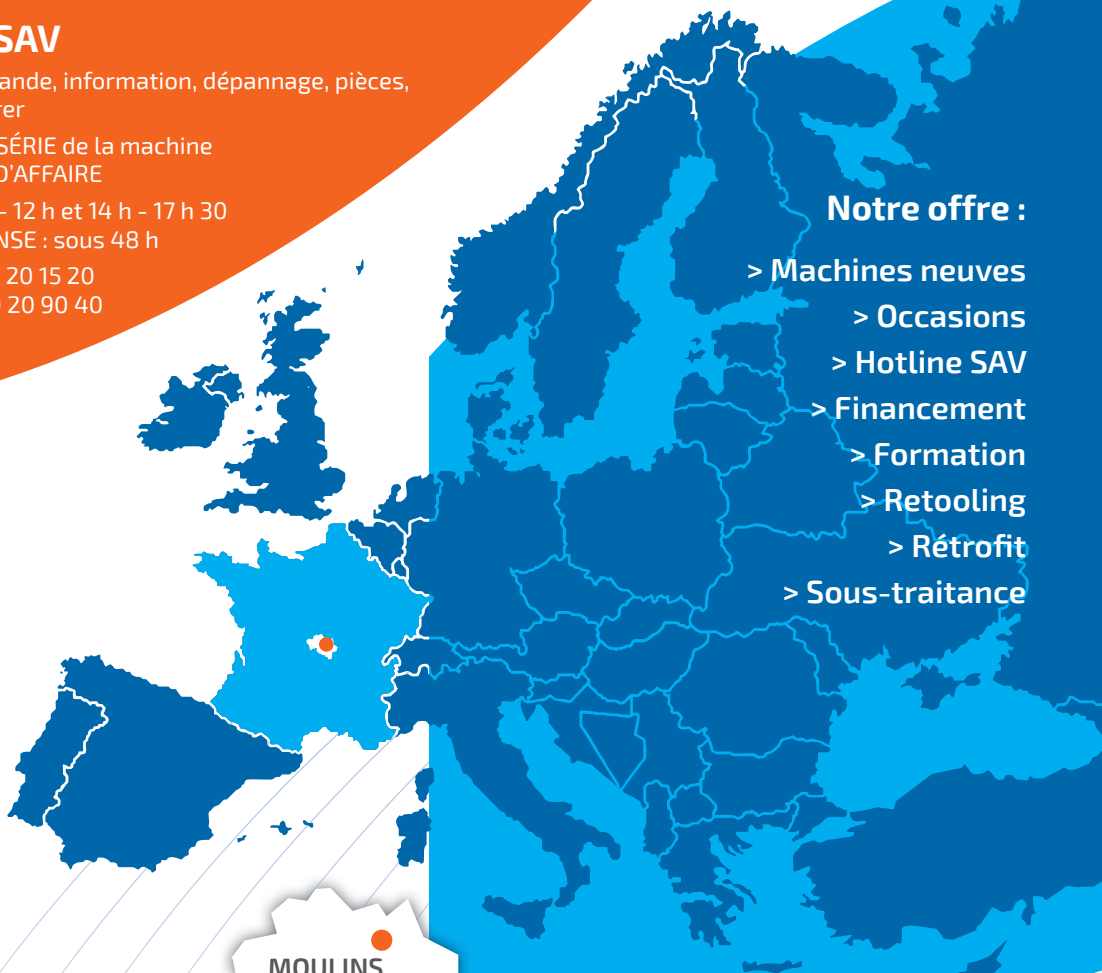 SAV
ande, information, dépannage, pièces,
rer
SÉRIE de la machine
D'AFFAIRE
- 12 h et 14 h - 17 h 30
NSE : sous 48 h
20 15 20
20 90 40
Notre offre :
> Machines neuves
> Occasions
> Hotline SAV
> Financement
> Formation
> Retooling
> Rétrofit
> Sous-traitance
MOULINS